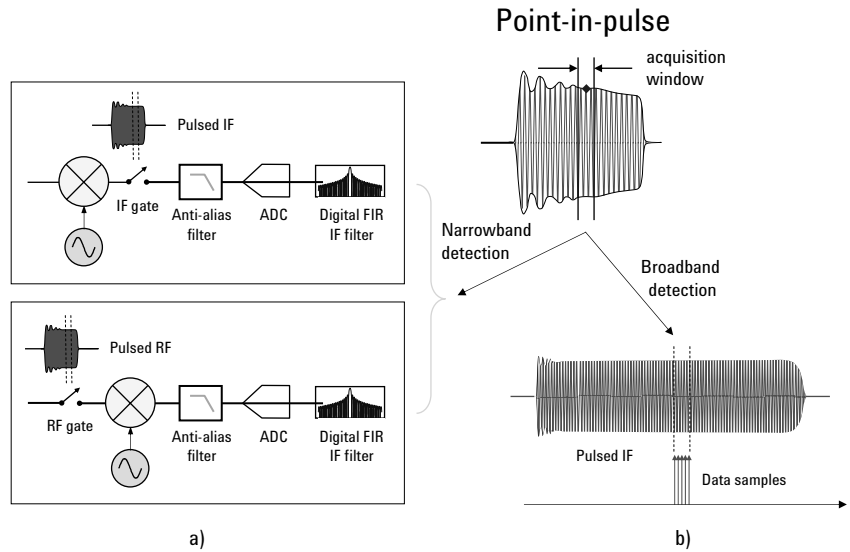 Point-in-pulse
acquisition
window
Pulsed IF
IF gate
Anti-alias
filter
ADC
Digital FIR
IF filter
Narrowband
detection
Broadband
detection
Pulsed RF
RF gate
Anti-alias
filter
ADC
Digital FIR
IF filter
Pulsed IF
Data samples
a)
b)